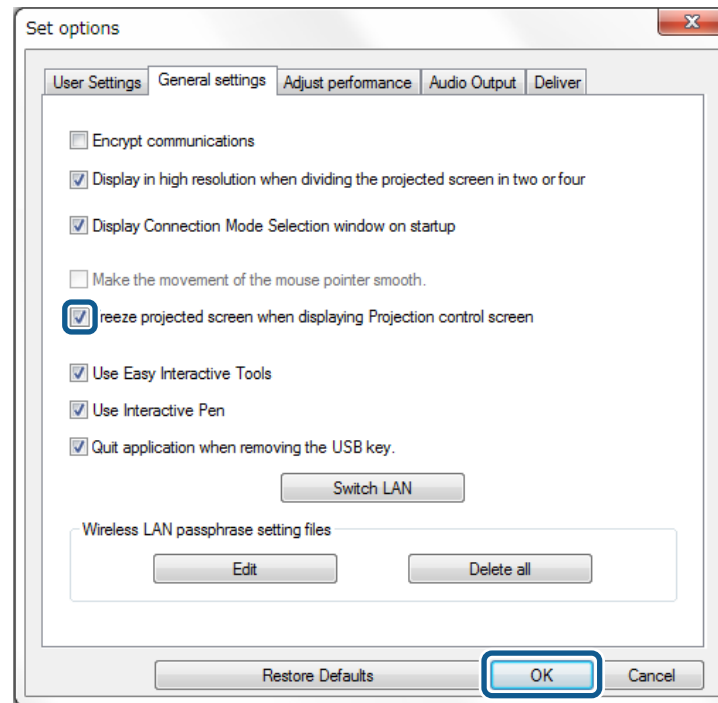 Set options
User Settings General settings Adjust performance Audio Output Deliver
Encrypt communications
Display in high resolution when dividing the projected screen in two or four
Display Connection Mode Selection window on startup
Make the movement of the mouse pointer smooth.
reeze projected screen when displaying Projection control screen
Use Easy Interactive Tools
Use Interactive Pen
Quit application when removing the USB key.
Switch LAN
Wireless LAN passphrase setting files
Edit Delete all
Restore Defaults OK Cancel